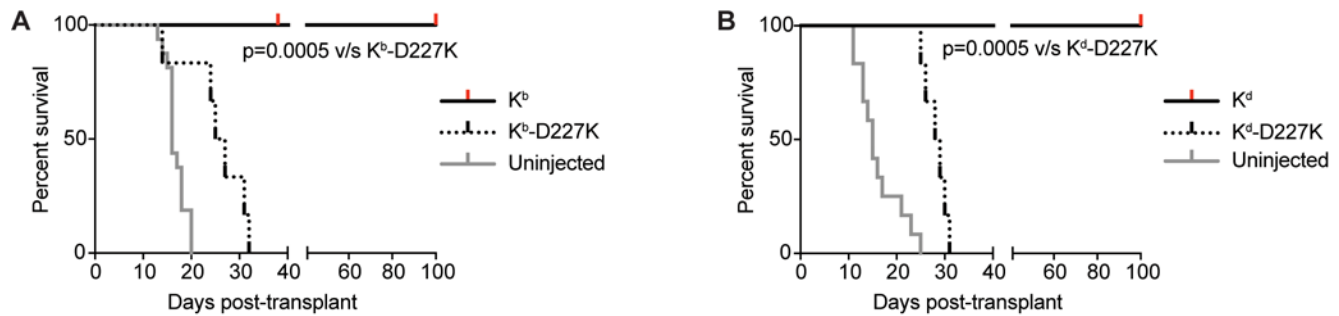 A
100
50
0
Percent survival
p=0.0005 v/s Kᵇ-D227K
Kᵇ
Kᵇ-D227K
Uninjected
0 10 20 30 40 60 80 100
Days post-transplant
B
100
50
0
Percent survival
p=0.0005 v/s Kᵈ-D227K
Kᵈ
Kᵈ-D227K
Uninjected
0 10 20 30 40 60 80 100
Days post-transplant